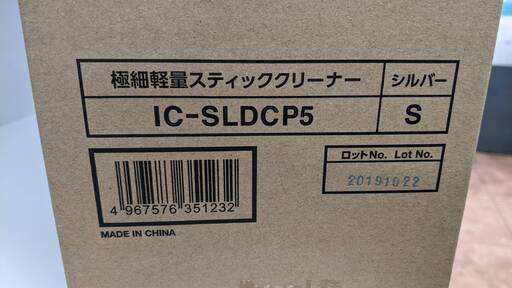 極細軽量スティッククリーナー
シルバー
IC-SLDCP5
S
ロットNo. Lot No.
20191022
4 967576 351232
MADE IN CHINA